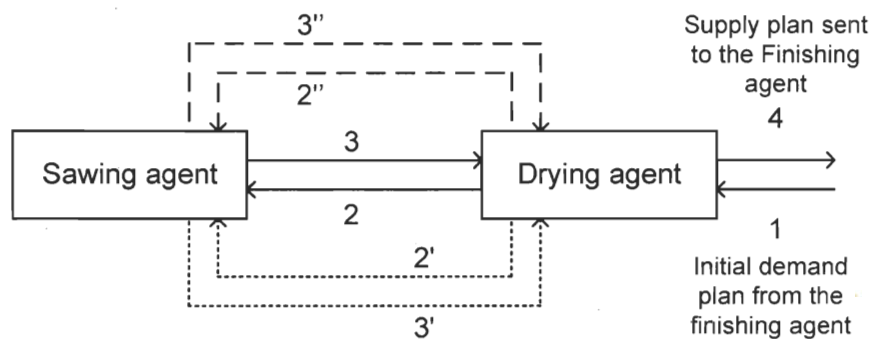 3''
Supply plan sent
to the Finishing
agent
2''
4
3
Sawing agent
Drying agent
2
1
2'
Initial demand
plan from the
finishing agent
3'